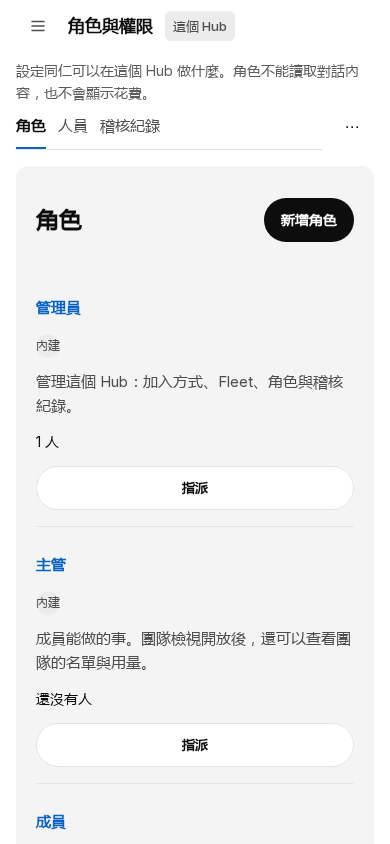 角色與權限
這個 Hub
設定同仁可以在這個 Hub 做什麼。角色不能讀取對話內
容，也不會顯示花費。
角色
人員
稽核紀錄
⋯
角色
新增角色
管理員
內建
管理這個 Hub：加入方式、Fleet、角色與稽核
紀錄。
1 人
指派
主管
內建
成員能做的事。團隊檢視開放後，還可以查看團
隊的名單與用量。
還沒有人
指派
成員